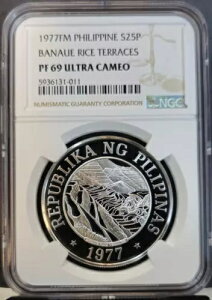 1977FM PHILIPPINE S25P
BANAUE RICE TERRACES
PF 69 ULTRA CAMEO
5936131-011
NUMISMATIC GUARANTY CORPORATION
NGC
REPUBLIKA NG PILIPINAS
1977